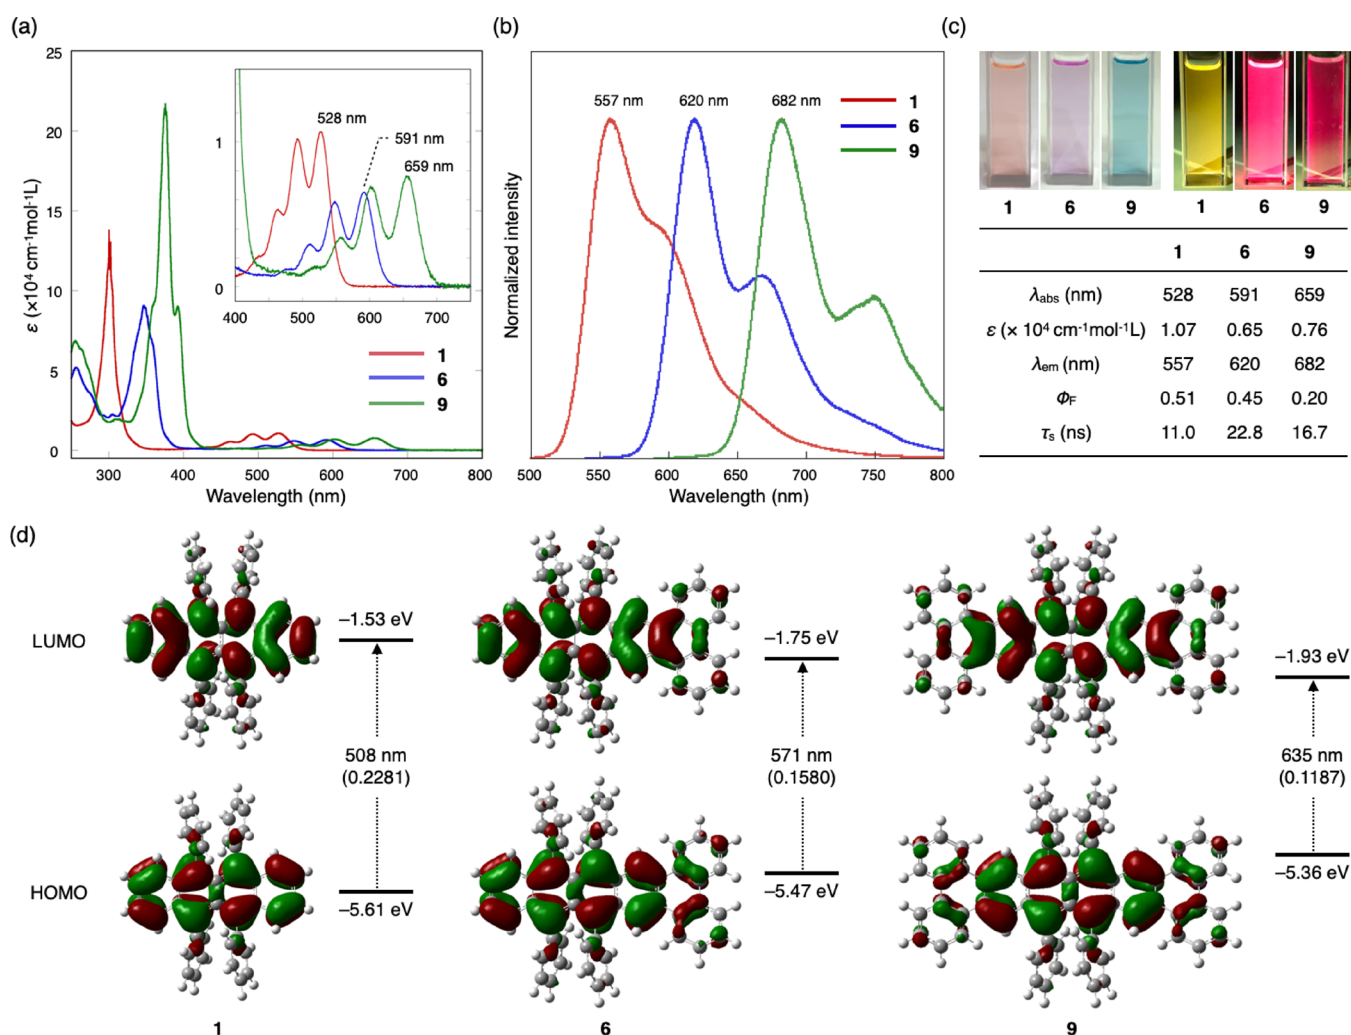 (a)
25
20
15
10
5
0
ε (×10⁴ cm⁻¹mol⁻¹L)
300 400 500 600 700 800
Wavelength (nm)
528 nm
591 nm
659 nm
1
0
400 500 600 700
1
6
9
(b)
Normalized intensity
557 nm 620 nm 682 nm
1
6
9
500 550 600 650 700 750 800
Wavelength (nm)
(c)
1 6 9 1 6 9
1 6 9
λabs (nm) 528 591 659
ε (× 10⁴ cm⁻¹mol⁻¹L) 1.07 0.65 0.76
λem (nm) 557 620 682
ΦF 0.51 0.45 0.20
τs (ns) 11.0 22.8 16.7
(d)
LUMO
–1.53 eV
–1.75 eV
–1.93 eV
508 nm
(0.2281)
571 nm
(0.1580)
635 nm
(0.1187)
HOMO
–5.61 eV
–5.47 eV
–5.36 eV
1 6 9